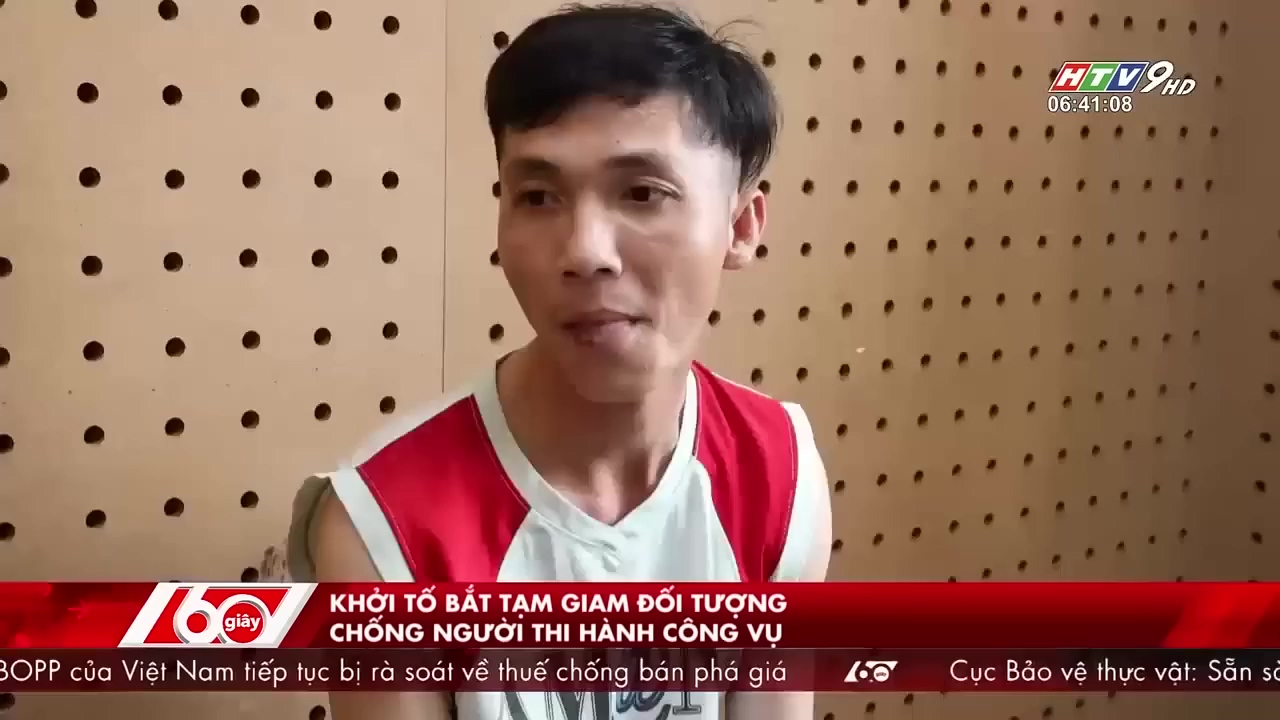 HTV9HD
06:41:08
60 giây
KHỞI TỐ BẮT TẠM GIAM ĐỐI TƯỢNG
CHỐNG NGƯỜI THI HÀNH CÔNG VỤ
BOPP của Việt Nam tiếp tục bị rà soát về thuế chống bán phá giá
60 giây
Cục Bảo vệ thực vật: Sẵn